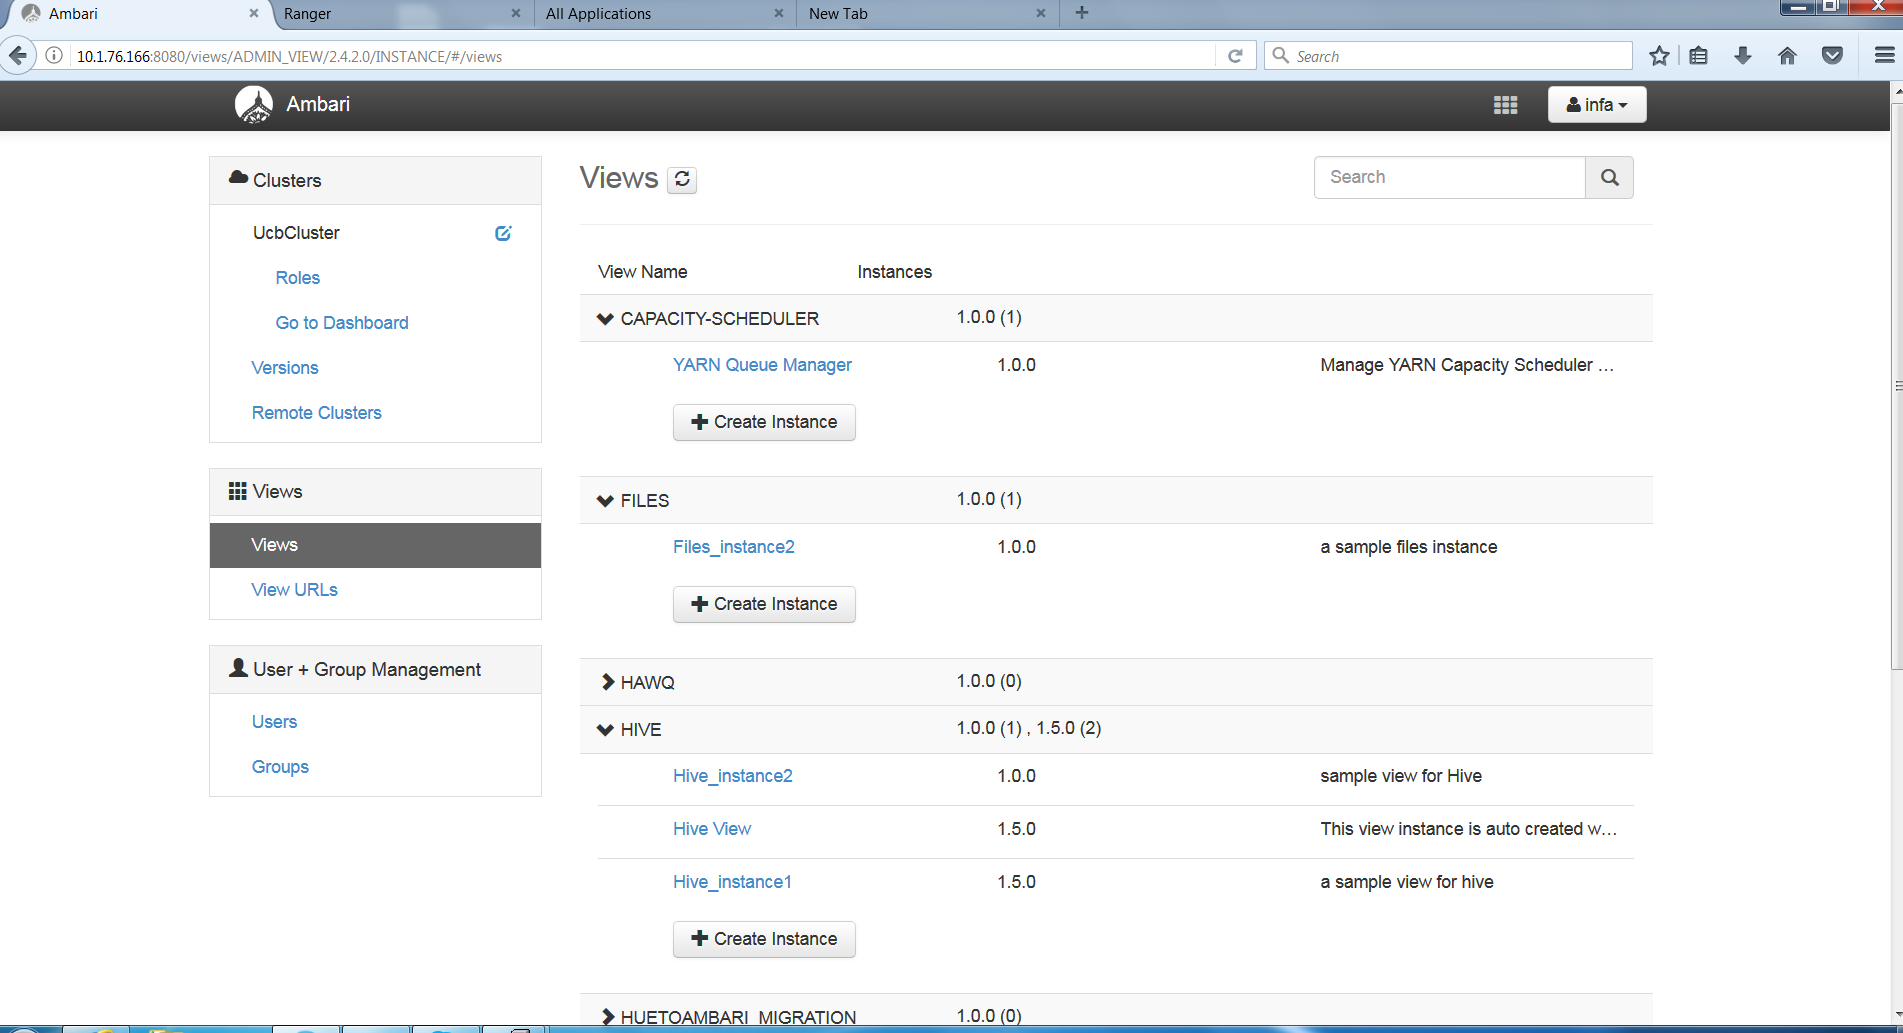 Ambari
Ranger
All Applications
New Tab
10.1.76.166:8080/views/ADMIN_VIEW/2.4.2.0/INSTANCE/#/views
Search
Ambari
infa
Clusters
UcbCluster
Roles
Go to Dashboard
Versions
Remote Clusters
Views
Views
View URLs
User + Group Management
Users
Groups
Views
Search
View Name Instances
CAPACITY-SCHEDULER 1.0.0 (1)
YARN Queue Manager 1.0.0 Manage YARN Capacity Scheduler ...
Create Instance
FILES 1.0.0 (1)
Files_instance2 1.0.0 a sample files instance
Create Instance
HAWQ 1.0.0 (0)
HIVE 1.0.0 (1) , 1.5.0 (2)
Hive_instance2 1.0.0 sample view for Hive
Hive View 1.5.0 This view instance is auto created w...
Hive_instance1 1.5.0 a sample view for hive
Create Instance
HUETOAMBARI_MIGRATION 1.0.0 (0)